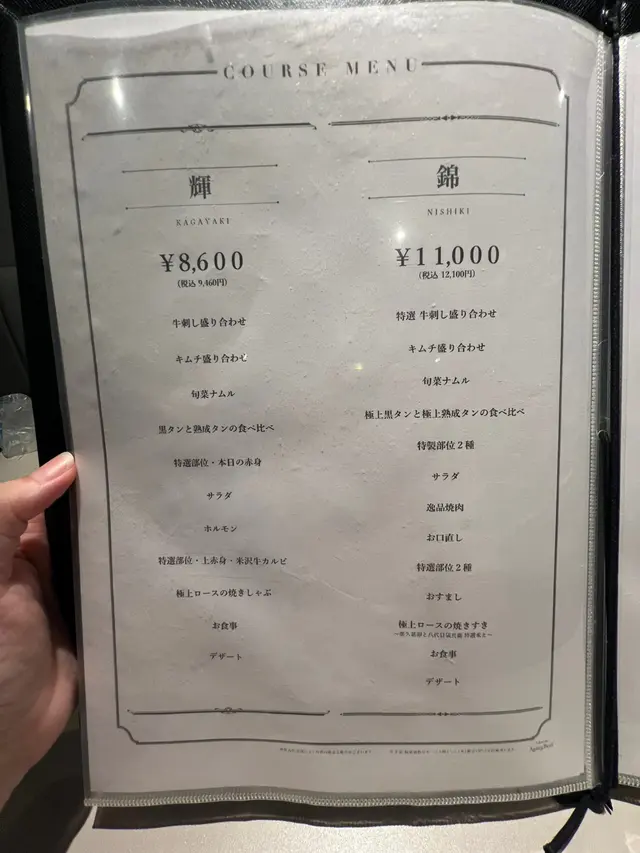 COURSE MENU
輝
KAGAYAKI
¥8,600
(税込 9,460円)
牛刺し盛り合わせ
キムチ盛り合わせ
旬菜ナムル
黒タンと熟成タンの食べ比べ
特選部位・本日の赤身
サラダ
ホルモン
特選部位・上赤身・米沢牛カルビ
極上ロースの焼きしゃぶ
お食事
デザート
錦
NISHIKI
¥11,000
(税込 12,100円)
特選 牛刺し盛り合わせ
キムチ盛り合わせ
旬菜ナムル
極上黒タンと極上熟成タンの食べ比べ
特製部位2種
サラダ
逸品焼肉
お口直し
特選部位2種
おすまし
極上ロースの焼きすき
お食事
デザート